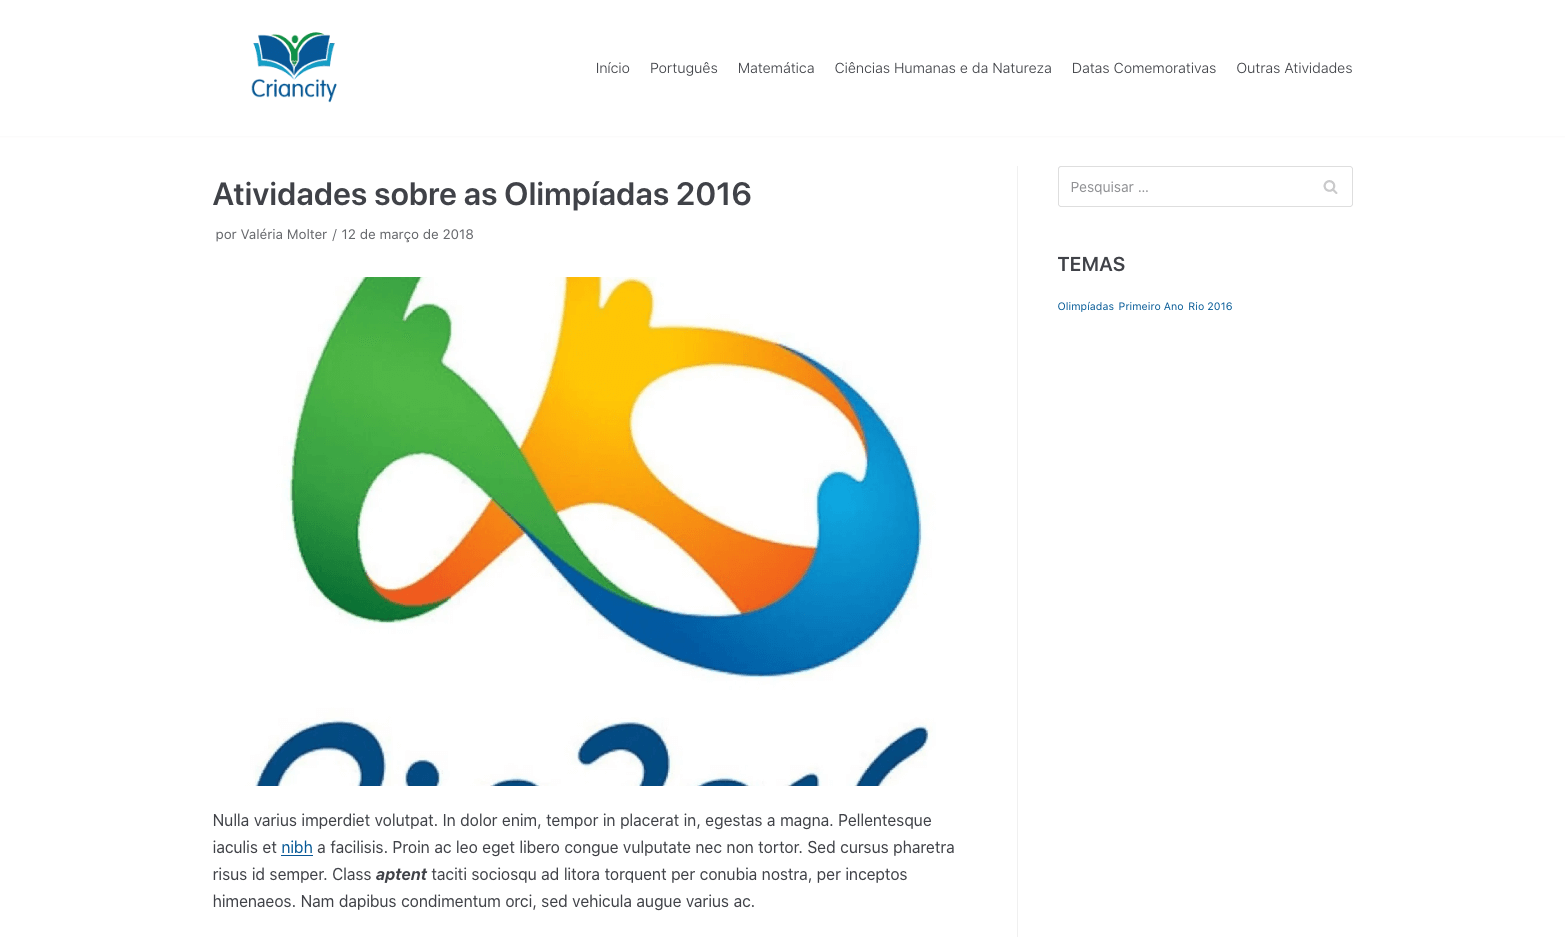 Criancity
Início Português Matemática Ciências Humanas e da Natureza Datas Comemorativas Outras Atividades
Atividades sobre as Olimpíadas 2016
por Valéria Molter / 12 de março de 2018
Pesquisar ...
TEMAS
Olimpíadas Primeiro Ano Rio 2016
Nulla varius imperdiet volutpat. In dolor enim, tempor in placerat in, egestas a magna. Pellentesque
iaculis et nibh a facilisis. Proin ac leo eget libero congue vulputate nec non tortor. Sed cursus pharetra
risus id semper. Class aptent taciti sociosqu ad litora torquent per conubia nostra, per inceptos
himenaeos. Nam dapibus condimentum orci, sed vehicula augue varius ac.